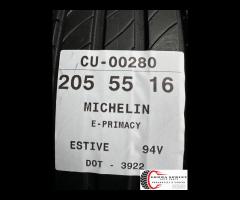 CU-00280
205 55 16
MICHELIN
E-PRIMACY
ESTIVE 94V
DOT - 3922